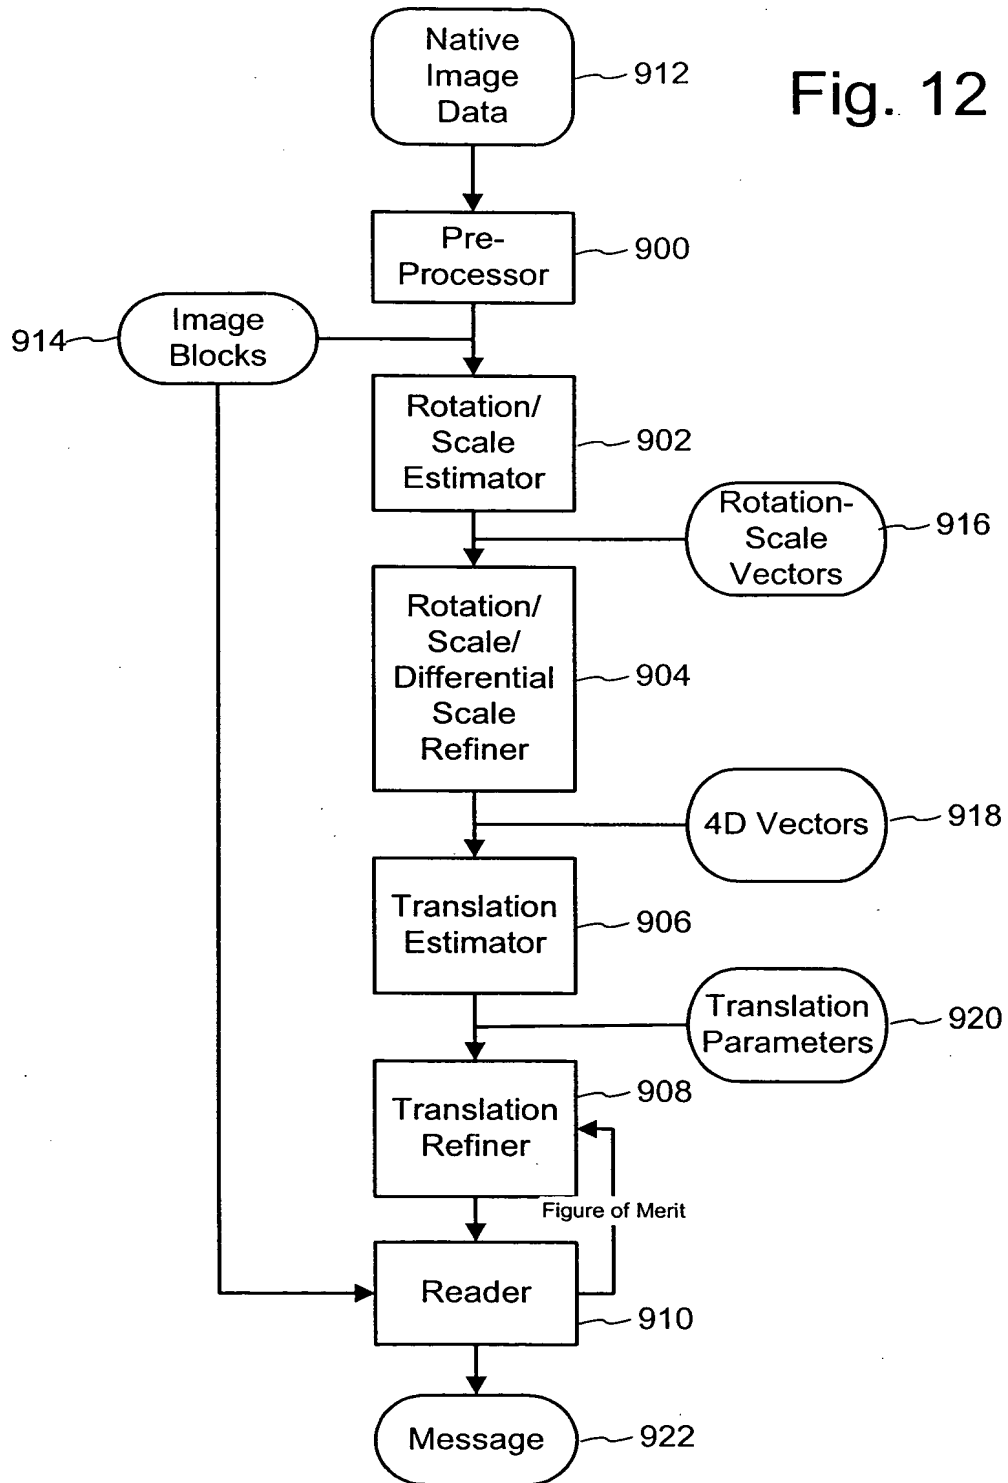 Native
Image
Data
912
Fig. 12
Pre-
Processor
900
914
Image
Blocks
Rotation/
Scale
Estimator
902
Rotation-
Scale
Vectors
916
Rotation/
Scale/
Differential
Scale
Refiner
904
4D Vectors
918
Translation
Estimator
906
Translation
Parameters
920
Translation
Refiner
908
Figure of Merit
Reader
910
Message
922